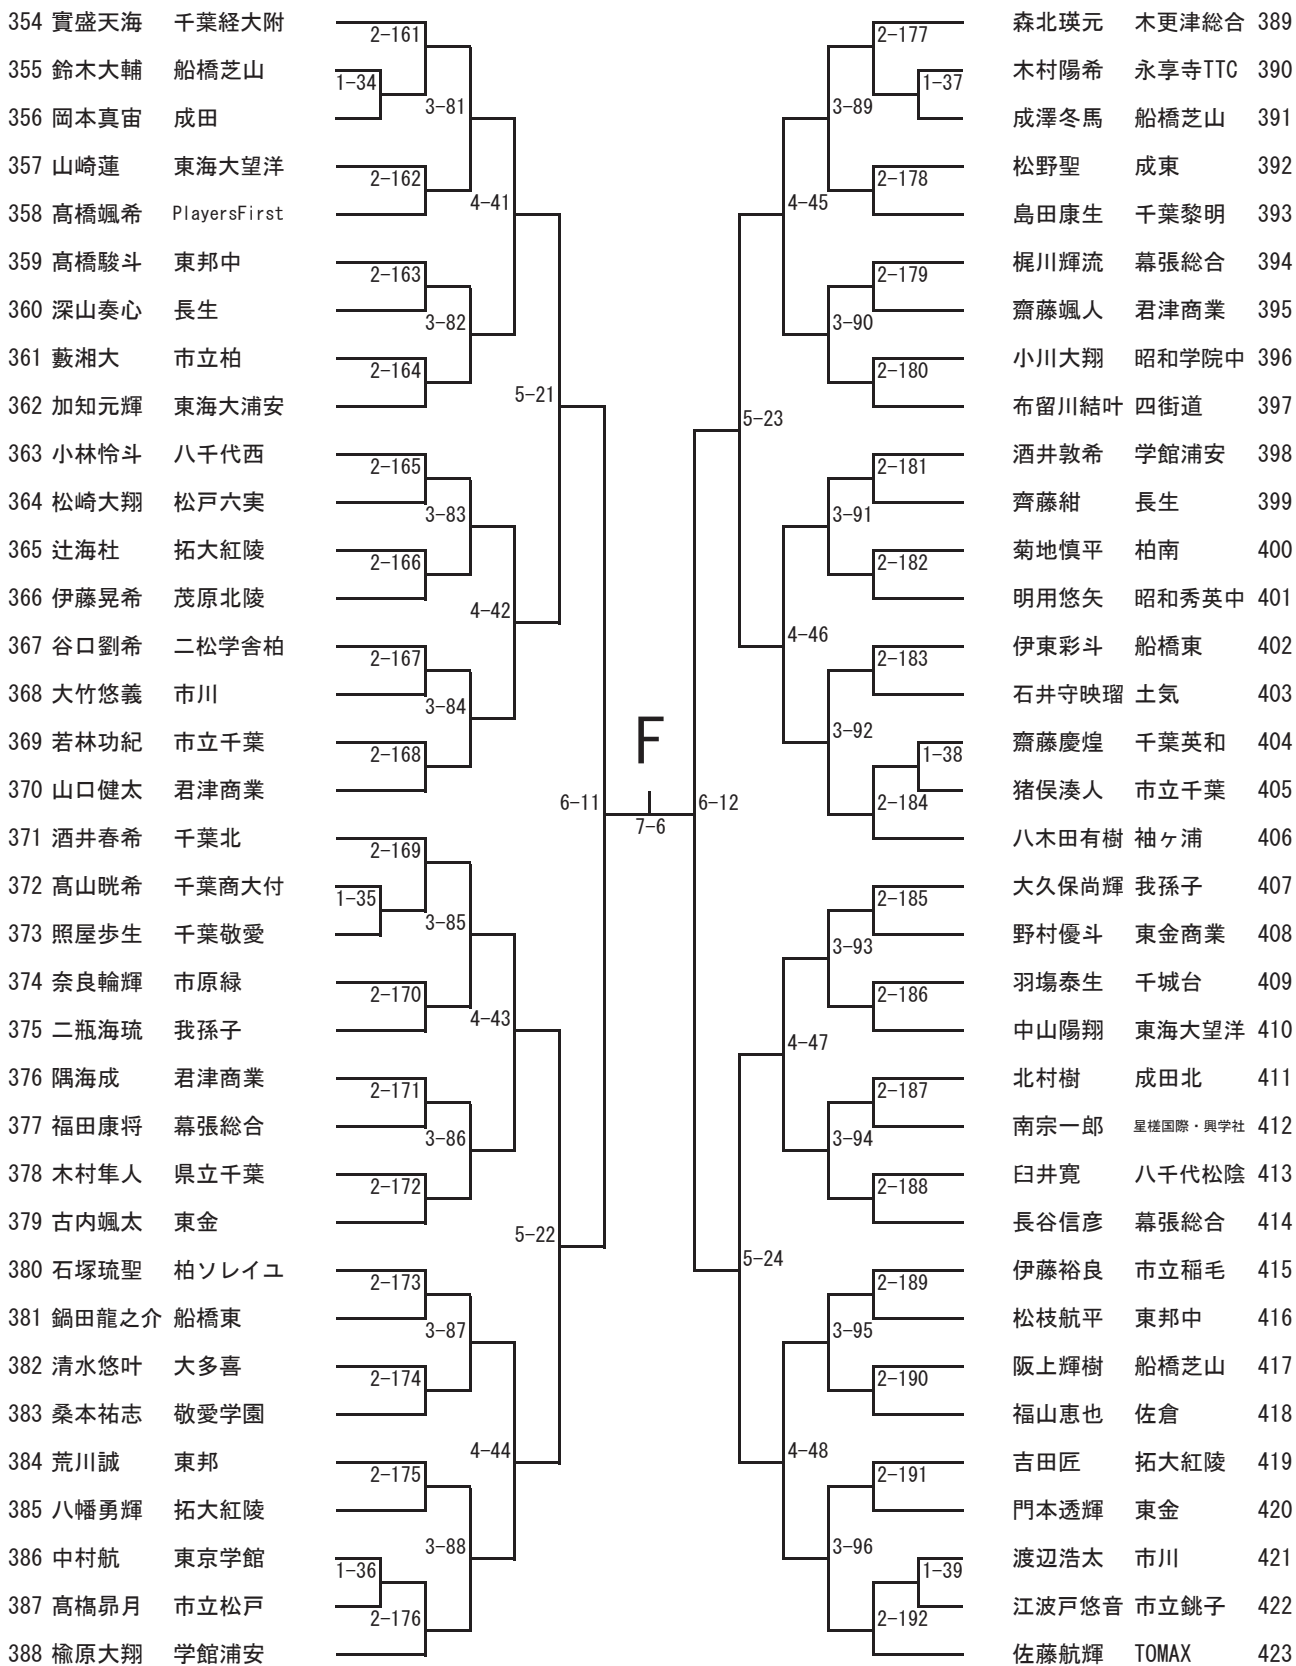 354 實盛天海 千葉経大附
355 鈴木大輔 船橋芝山
356 岡本真宙 成田
357 山崎蓮 東海大望洋
358 髙橋颯希 PlayersFirst
359 髙橋駿斗 東邦中
360 深山奏心 長生
361 藪湘大 市立柏
362 加知元輝 東海大浦安
363 小林怜斗 八千代西
364 松崎大翔 松戸六実
365 辻海杜 拓大紅陵
366 伊藤晃希 茂原北陵
367 谷口劉希 二松学舎柏
368 大竹悠義 市川
369 若林功紀 市立千葉
370 山口健太 君津商業
371 酒井春希 千葉北
372 髙山晄希 千葉商大付
373 照屋歩生 千葉敬愛
374 奈良輪輝 市原緑
375 二瓶海琉 我孫子
376 隅海成 君津商業
377 福田康将 幕張総合
378 木村隼人 県立千葉
379 古内颯太 東金
380 石塚琉聖 柏ソレイユ
381 鍋田龍之介 船橋東
382 清水悠叶 大多喜
383 桑本祐志 敬愛学園
384 荒川誠 東邦
385 八幡勇輝 拓大紅陵
386 中村航 東京学館
387 髙槗昴月 市立松戸
388 楡原大翔 学館浦安
2-161
1-34
3-81
2-162
4-41
2-163
3-82
2-164
5-21
2-165
3-83
2-166
4-42
2-167
3-84
2-168
6-11
2-169
1-35
3-85
2-170
4-43
2-171
3-86
2-172
5-22
2-173
3-87
2-174
4-44
2-175
3-88
1-36
2-176
F
7-6
2-177
1-37
3-89
2-178
4-45
2-179
3-90
2-180
5-23
2-181
3-91
2-182
4-46
2-183
3-92
1-38
2-184
6-12
2-185
3-93
2-186
4-47
2-187
3-94
2-188
5-24
2-189
3-95
2-190
4-48
2-191
3-96
1-39
2-192
森北瑛元 木更津総合 389
木村陽希 永享寺TTC 390
成澤冬馬 船橋芝山 391
松野聖 成東 392
島田康生 千葉黎明 393
梶川輝流 幕張総合 394
齋藤颯人 君津商業 395
小川大翔 昭和学院中 396
布留川結叶 四街道 397
酒井敦希 学館浦安 398
齊藤紺 長生 399
菊地慎平 柏南 400
明用悠矢 昭和秀英中 401
伊東彩斗 船橋東 402
石井守映瑠 土気 403
齋藤慶煌 千葉英和 404
猪俣湊人 市立千葉 405
八木田有樹 袖ヶ浦 406
大久保尚輝 我孫子 407
野村優斗 東金商業 408
羽塲泰生 千城台 409
中山陽翔 東海大望洋 410
北村樹 成田北 411
南宗一郎 星槎国際・興学社 412
臼井寛 八千代松陰 413
長谷信彦 幕張総合 414
伊藤裕良 市立稲毛 415
松枝航平 東邦中 416
阪上輝樹 船橋芝山 417
福山恵也 佐倉 418
吉田匠 拓大紅陵 419
門本透輝 東金 420
渡辺浩太 市川 421
江波戸悠音 市立銚子 422
佐藤航輝 TOMAX 423